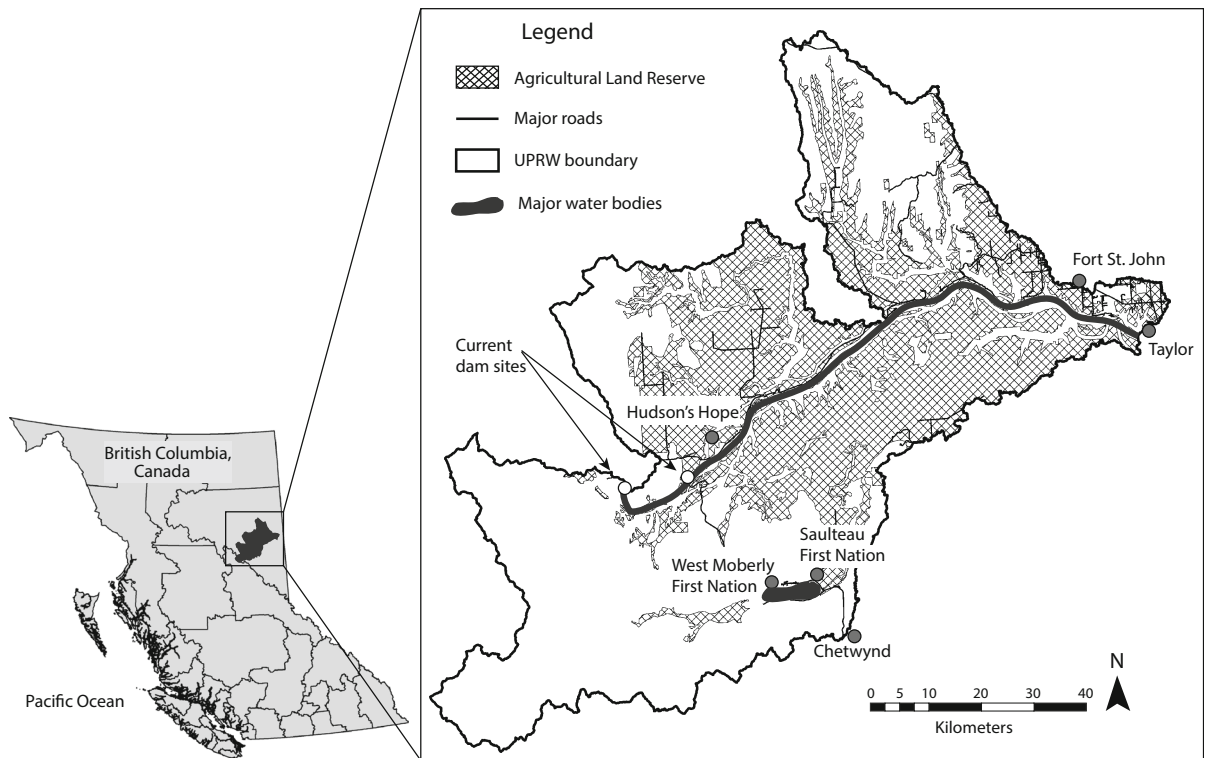 Legend
Agricultural Land Reserve
Major roads
UPRW boundary
Major water bodies
Fort St. John
Taylor
Current
dam sites
Hudson's Hope
Saulteau
First Nation
West Moberly
First Nation
Chetwynd
British Columbia,
Canada
Pacific Ocean
N
0 5 10 20 30 40
Kilometers